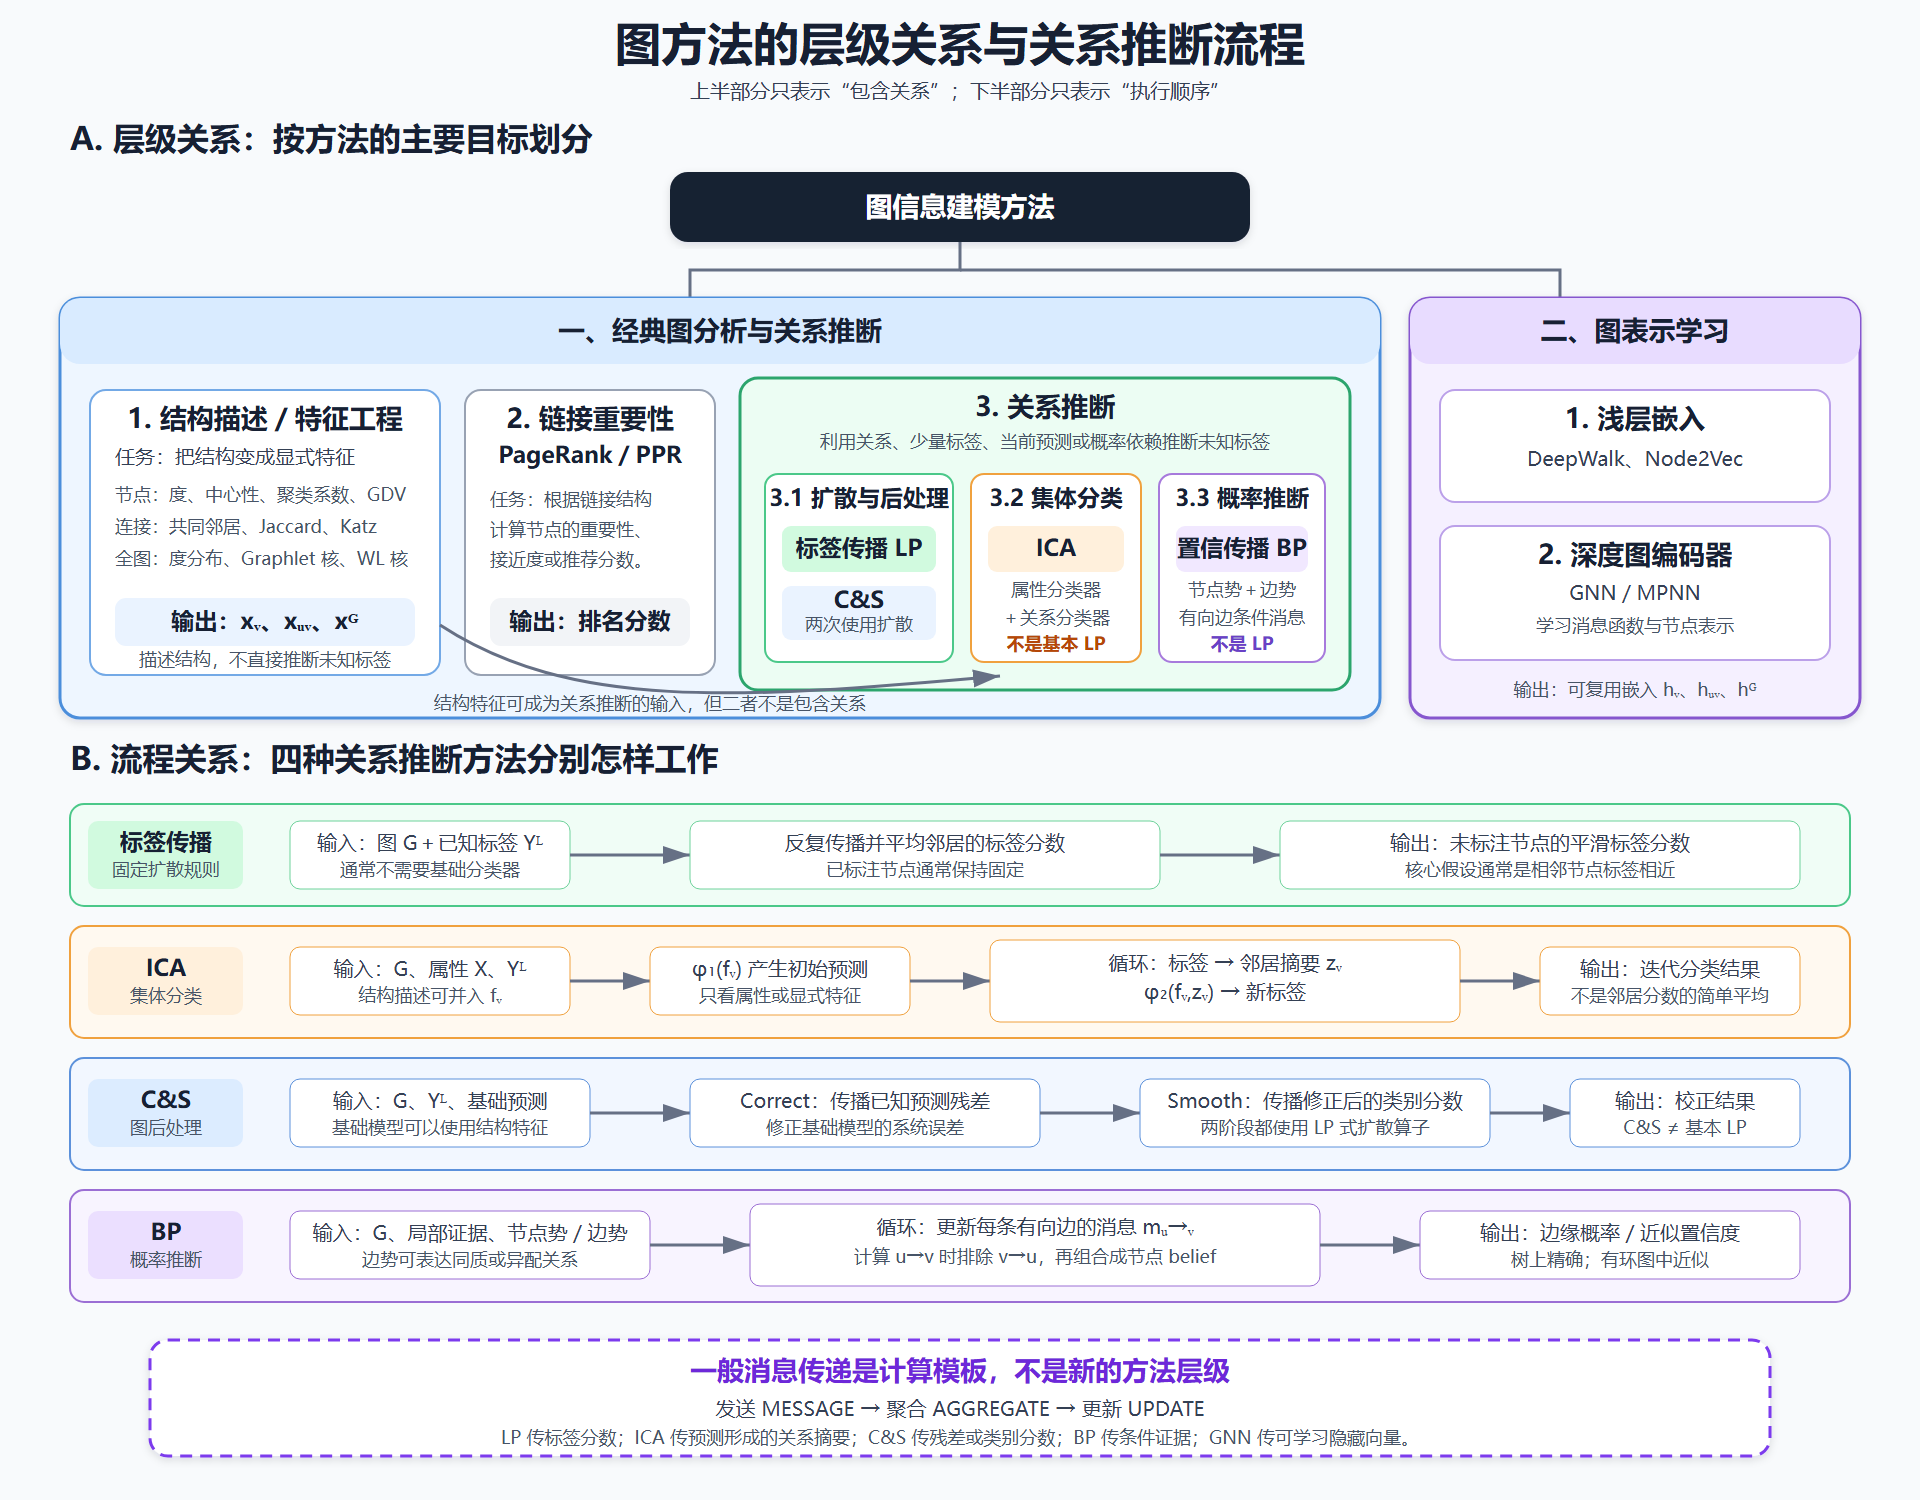 图方法的层级关系与关系推断流程
上半部分只表示“包含关系”；下半部分只表示“执行顺序”
A. 层级关系：按方法的主要目标划分
图信息建模方法
一、经典图分析与关系推断
1. 结构描述 / 特征工程
任务：把结构变成显式特征
节点：度、中心性、聚类系数、GDV
连接：共同邻居、Jaccard、Katz
全图：度分布、Graphlet 核、WL 核
输出：xᵥ、xᵤᵥ、xᴳ
描述结构，不直接推断未知标签
2. 链接重要性
PageRank / PPR
任务：根据链接结构
计算节点的重要性、
接近度或推荐分数。
输出：排名分数
3. 关系推断
利用关系、少量标签、当前预测或概率依赖推断未知标签
3.1 扩散与后处理
标签传播 LP
C&S
两次使用扩散
3.2 集体分类
ICA
属性分类器
+ 关系分类器
不是基本 LP
3.3 概率推断
置信传播 BP
节点势 + 边势
有向边条件消息
不是 LP
结构特征可成为关系推断的输入，但二者不是包含关系
二、图表示学习
1. 浅层嵌入
DeepWalk、Node2Vec
2. 深度图编码器
GNN / MPNN
学习消息函数与节点表示
输出：可复用嵌入 hᵥ、hᵤᵥ、hᴳ
B. 流程关系：四种关系推断方法分别怎样工作
标签传播
固定扩散规则
输入：图 G + 已知标签 Yᴸ
通常不需要基础分类器
反复传播并平均邻居的标签分数
已标注节点通常保持固定
输出：未标注节点的平滑标签分数
核心假设通常是相邻节点标签相近
ICA
集体分类
输入：G、属性 X、Yᴸ
结构描述可并入 fᵥ
φ₁(fᵥ) 产生初始预测
只看属性或显式特征
循环：标签 → 邻居摘要 zᵥ
φ₂(fᵥ,zᵥ) → 新标签
输出：迭代分类结果
不是邻居分数的简单平均
C&S
图后处理
输入：G、Yᴸ、基础预测
基础模型可以使用结构特征
Correct：传播已知预测残差
修正基础模型的系统误差
Smooth：传播修正后的类别分数
两阶段都使用 LP 式扩散算子
输出：校正结果
C&S ≠ 基本 LP
BP
概率推断
输入：G、局部证据、节点势 / 边势
边势可表达同质或异配关系
循环：更新每条有向边的消息 mᵤ→ᵥ
计算 u→v 时排除 v→u，再组合成节点 belief
输出：边缘概率 / 近似置信度
树上精确；有环图中近似
一般消息传递是计算模板，不是新的方法层级
发送 MESSAGE → 聚合 AGGREGATE → 更新 UPDATE
LP 传标签分数；ICA 传预测形成的关系摘要；C&S 传残差或类别分数；BP 传条件证据；GNN 传可学习隐藏向量。